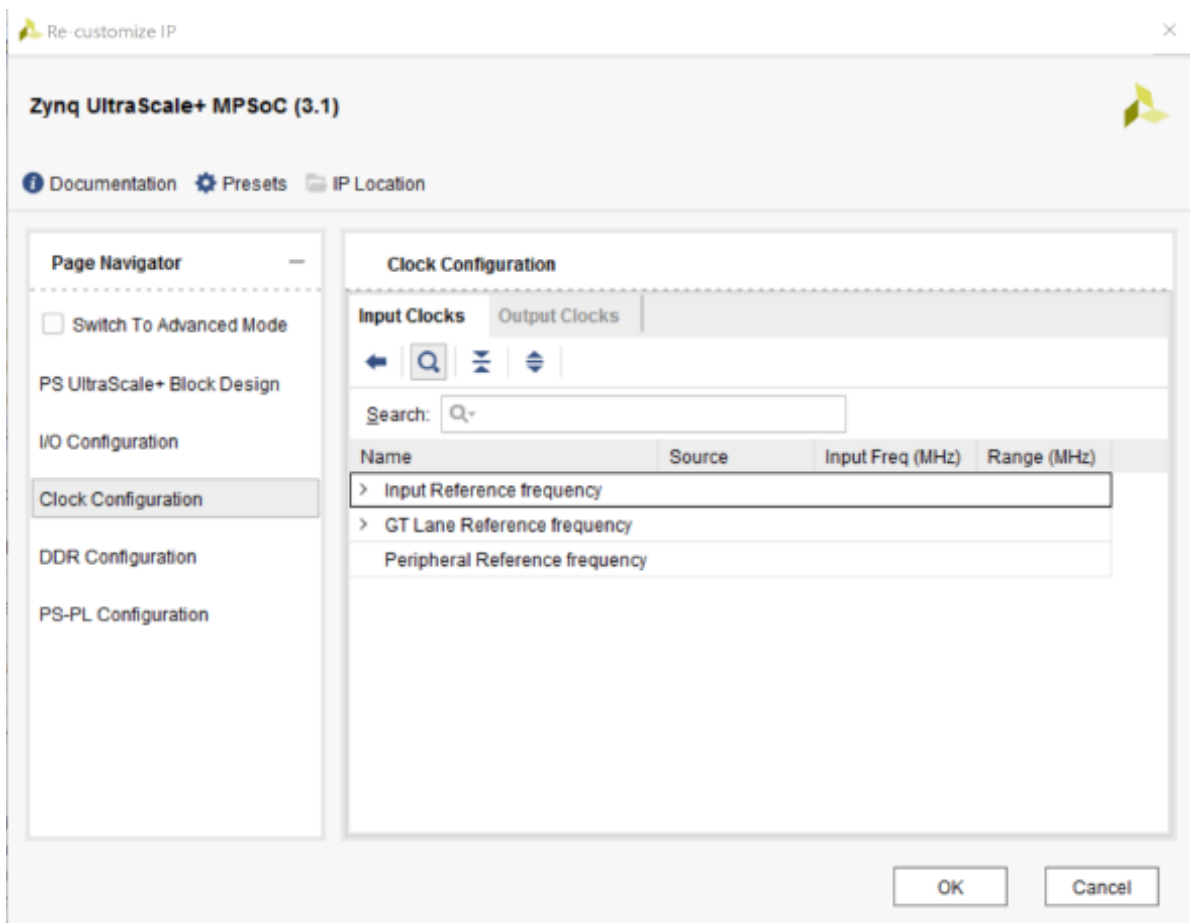 Re-customize IP
Zynq UltraScale+ MPSoC (3.1)
Documentation Presets IP Location
Page Navigator
Switch To Advanced Mode
PS UltraScale+ Block Design
I/O Configuration
Clock Configuration
DDR Configuration
PS-PL Configuration
Clock Configuration
Input Clocks Output Clocks
Search:
Name Source Input Freq (MHz) Range (MHz)
Input Reference frequency
GT Lane Reference frequency
Peripheral Reference frequency
OK Cancel